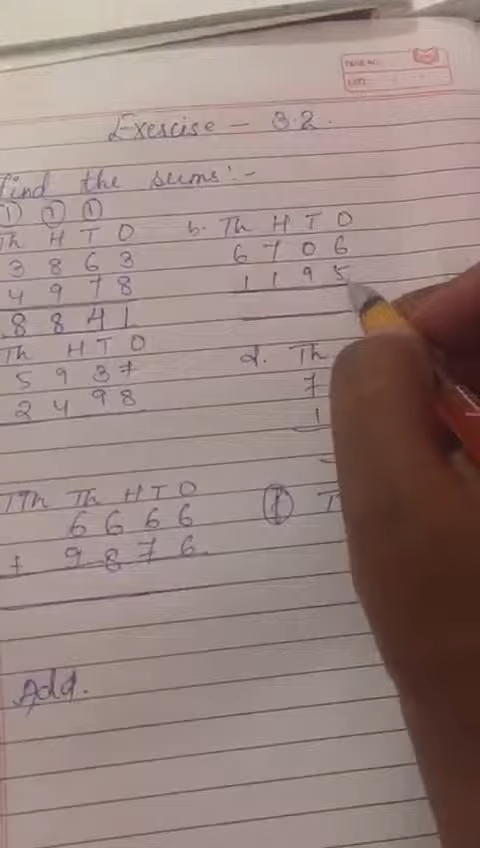 PAGE NO.
Exercise - 3.2.
Find the sums:-
① ① ①
Th H T O
3 8 6 3
4 9 7 8
8 8 4 1
b. Th H T O
6 7 0 6
1 1 9 5
Th H T O
5 9 3 7
2 4 9 8
d. Th
7
1
TTh Th H T O
6 6 6 6
+ 9 8 7 6
(f) T
Add.